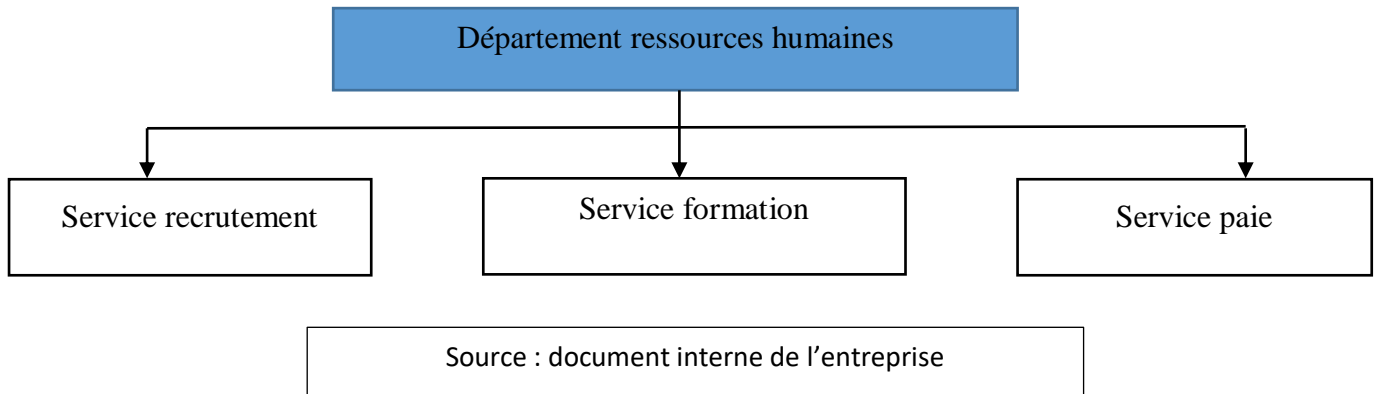 Département ressources humaines
Service recrutement
Service formation
Service paie
Source : document interne de l’entreprise